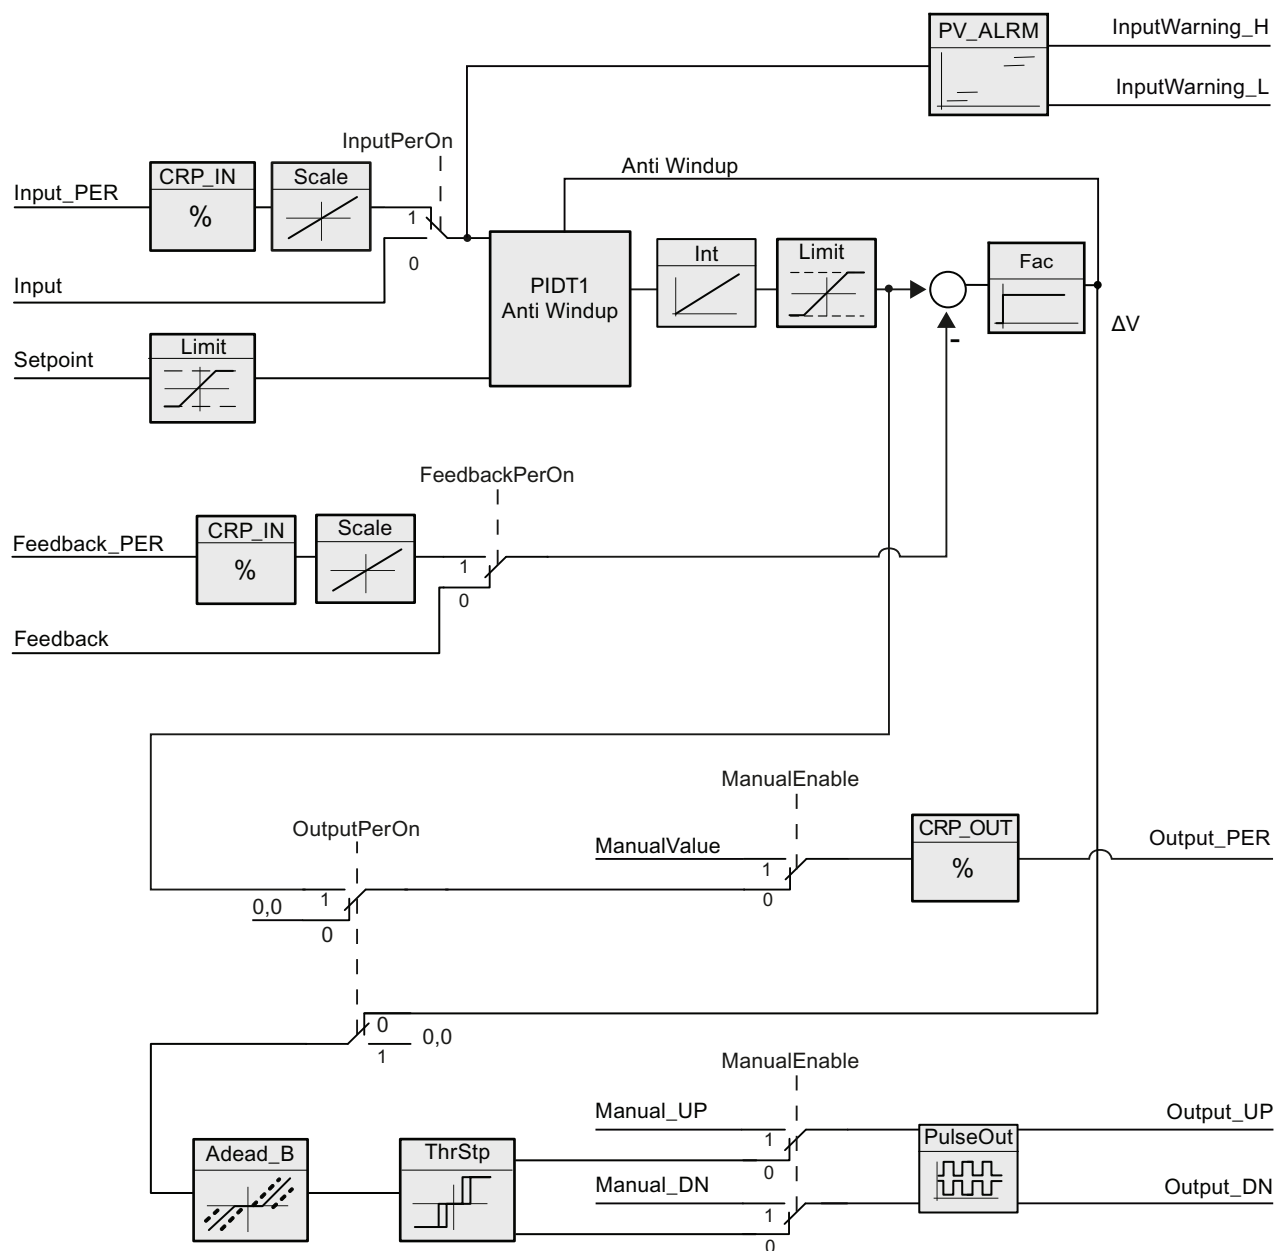 PV_ALRM
InputWarning_H
InputWarning_L
InputPerOn
Anti Windup
Input_PER
CRP_IN
%
Scale
1
0
Input
PIDT1
Anti Windup
Int
Limit
Fac
ΔV
-
Setpoint
Limit
FeedbackPerOn
Feedback_PER
CRP_IN
%
Scale
1
0
Feedback
ManualEnable
OutputPerOn
ManualValue
1
0
CRP_OUT
%
Output_PER
0,0
1
0
0
1
0,0
ManualEnable
Manual_UP
1
0
Output_UP
Adead_B
ThrStp
PulseOut
Manual_DN
1
0
Output_DN